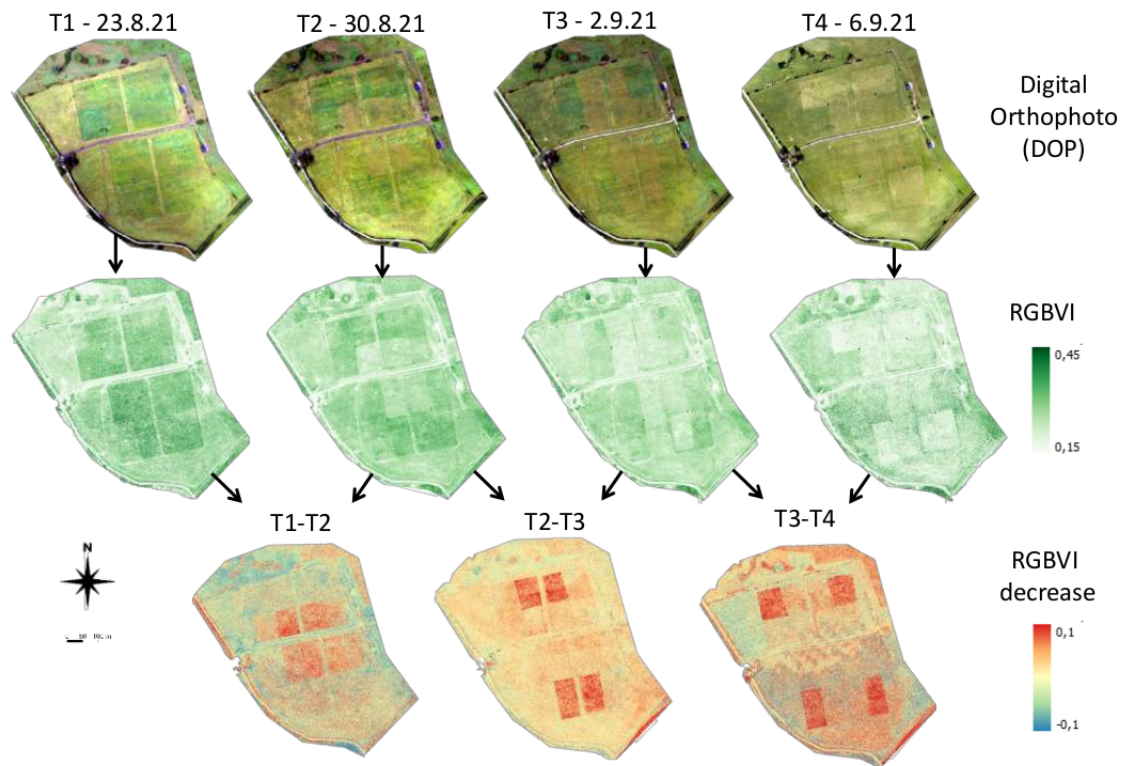 T1 - 23.8.21
T2 - 30.8.21
T3 - 2.9.21
T4 - 6.9.21
Digital
Orthophoto
(DOP)
RGBVI
0,45
0,15
T1-T2
T2-T3
T3-T4
N
RGBVI
decrease
0,1
-0,1